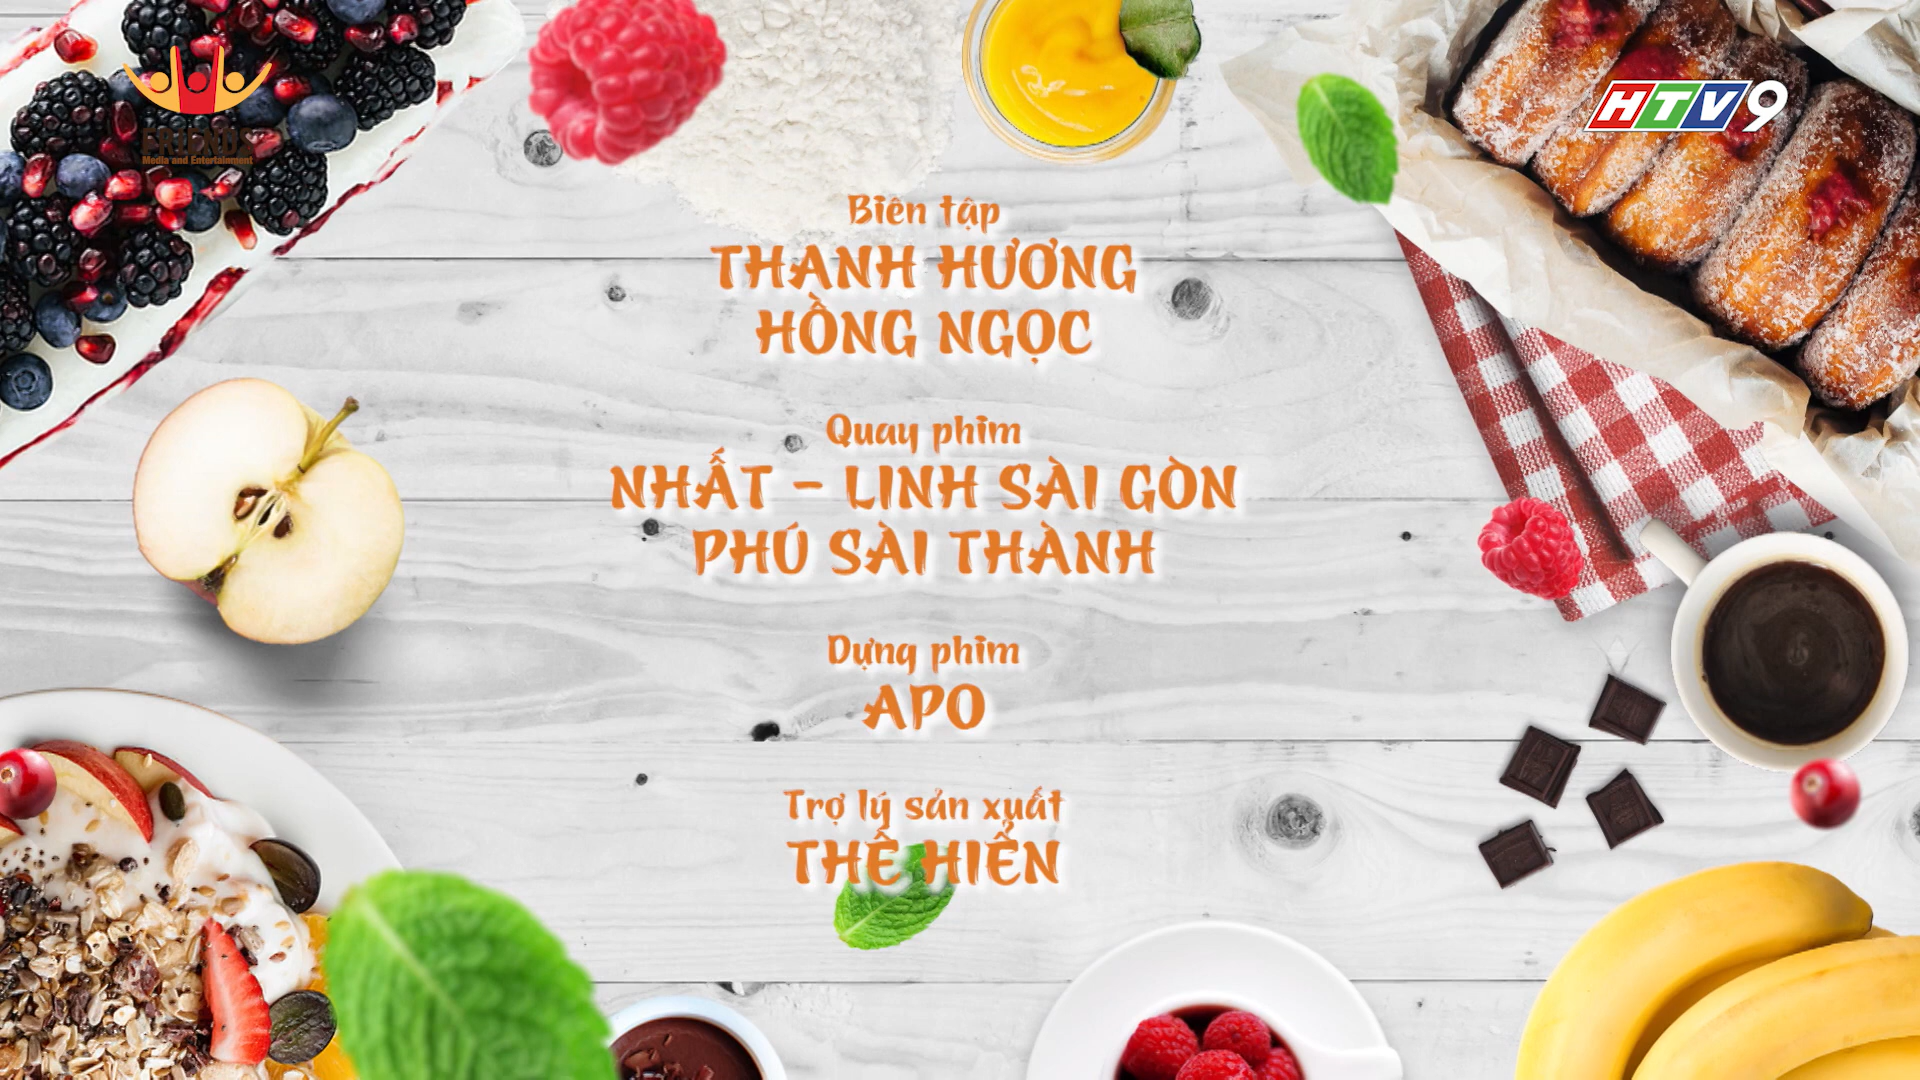 FRIENDS
Media and Entertainment
HTV9
Biên tập
THANH HƯƠNG
HỒNG NGỌC
Quay phim
NHẤT - LINH SÀI GÒN
PHÚ SÀI THÀNH
Dựng phim
APO
Trợ lý sản xuất
THẾ HIỂN